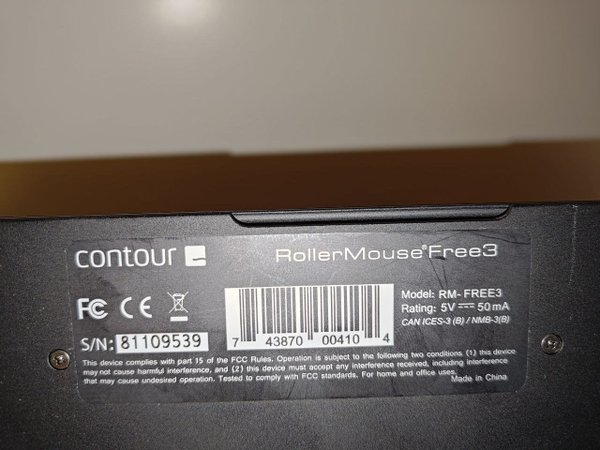 contour
RollerMouse®Free3
FC CE
Model: RM- FREE3
Rating: 5V ⎓ 50mA
CAN ICES-3 (B) / NMB-3(B)
S/N: 81109539
7 43870 00410 4
This device complies with part 15 of the FCC Rules. Operation is subject to the following two conditions (1) this device
may not cause harmful interference, and (2) this device must accept any interference received, including interference
that may cause undesired operation. Tested to comply with FCC standards. For home and office uses.
Made in China